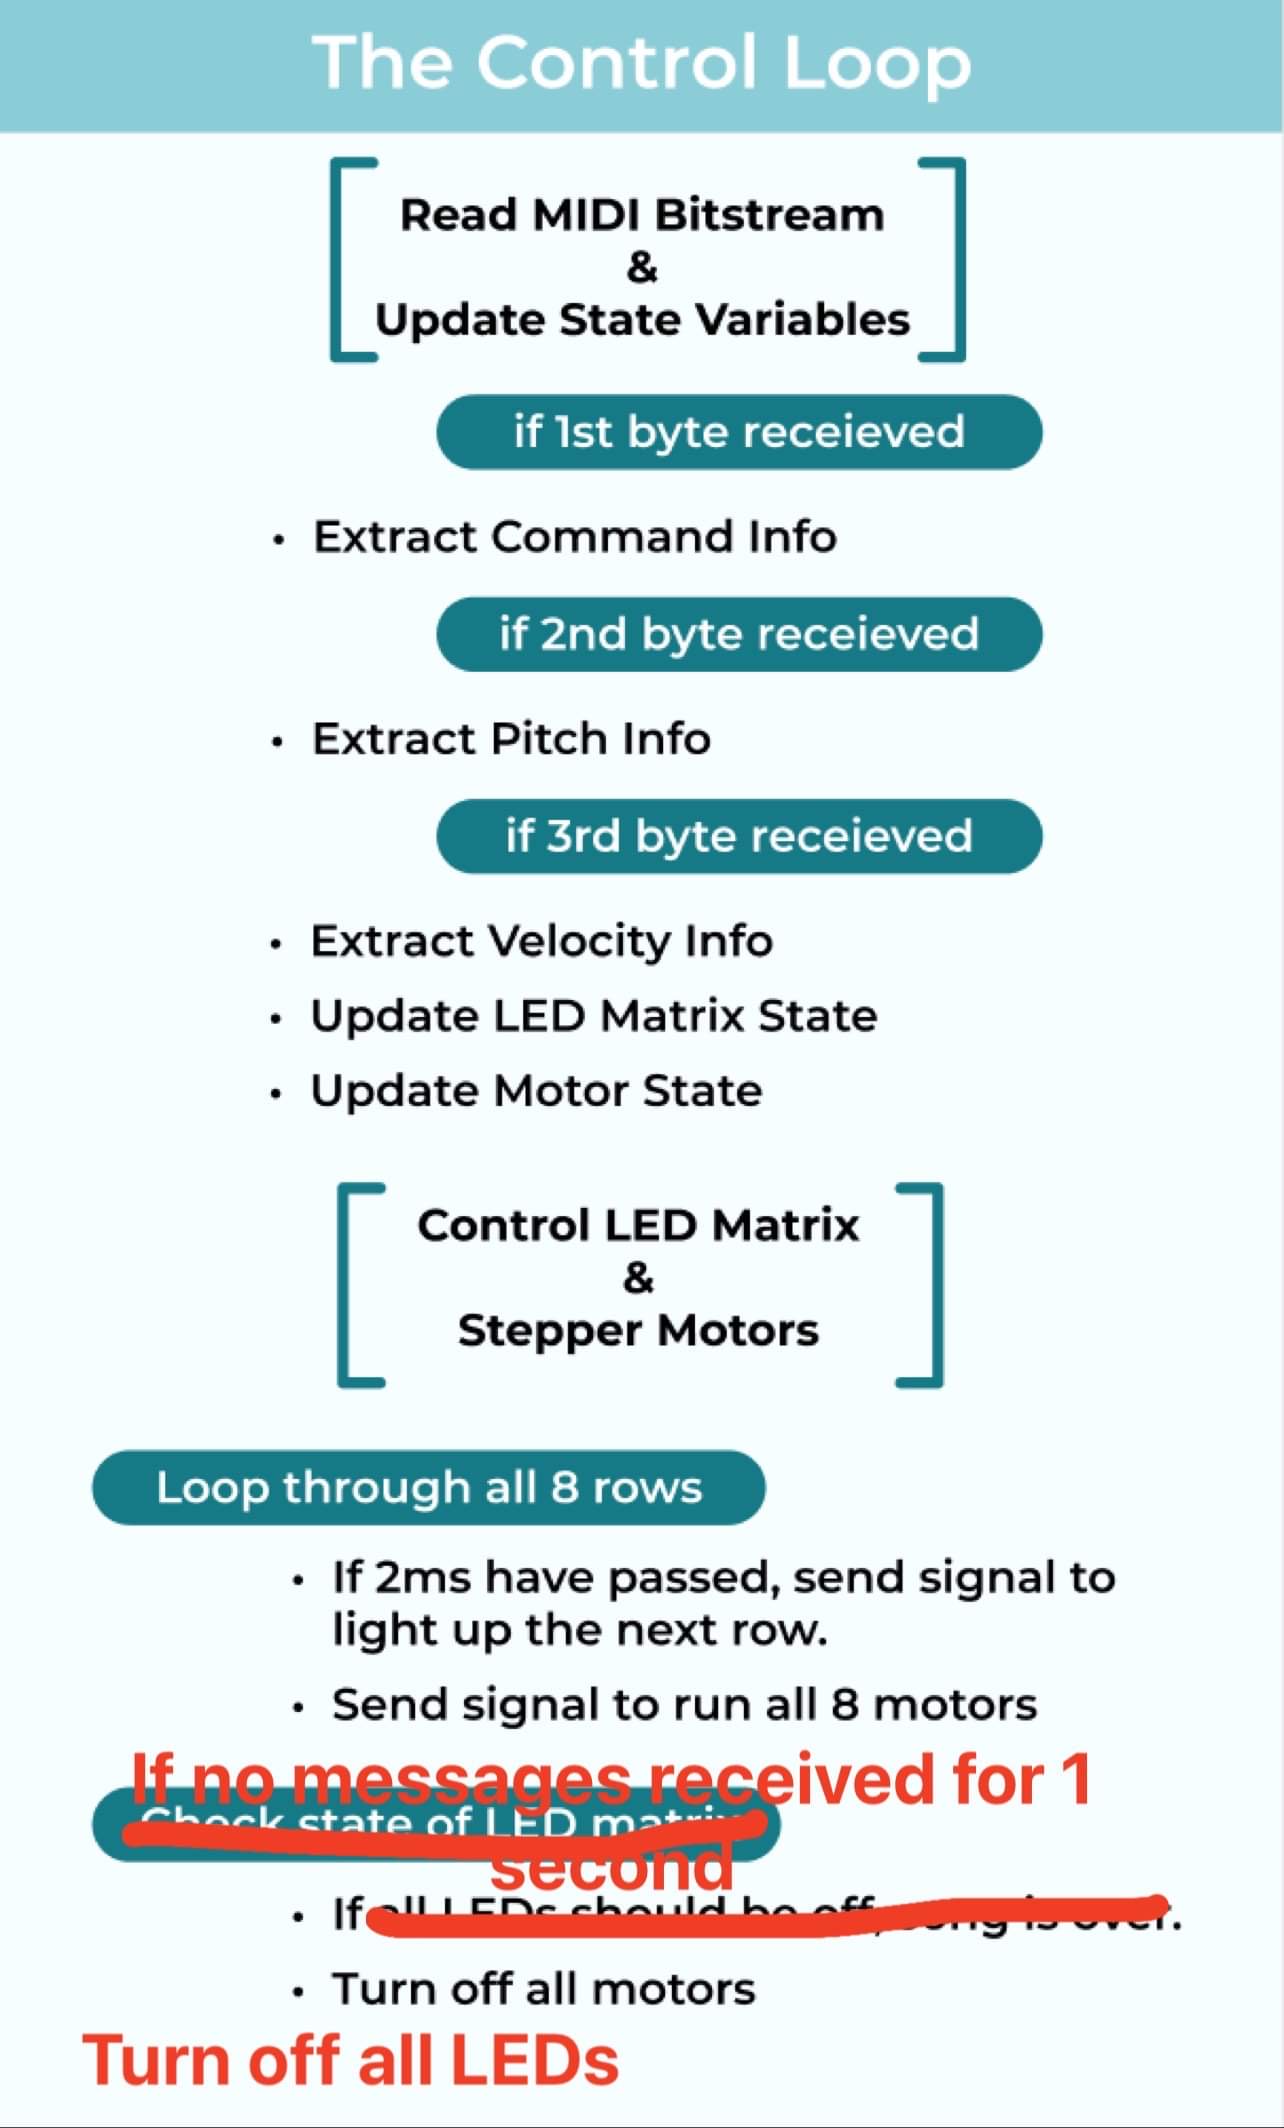 The Control Loop
Read MIDI Bitstream
&
Update State Variables
if 1st byte receieved
• Extract Command Info
if 2nd byte receieved
• Extract Pitch Info
if 3rd byte receieved
• Extract Velocity Info
• Update LED Matrix State
• Update Motor State
Control LED Matrix
&
Stepper Motors
Loop through all 8 rows
• If 2ms have passed, send signal to
light up the next row.
• Send signal to run all 8 motors
If no messages received for 1
Check state of LED matrix
second
• If all LEDs should be off, song is over.
• Turn off all motors
Turn off all LEDs